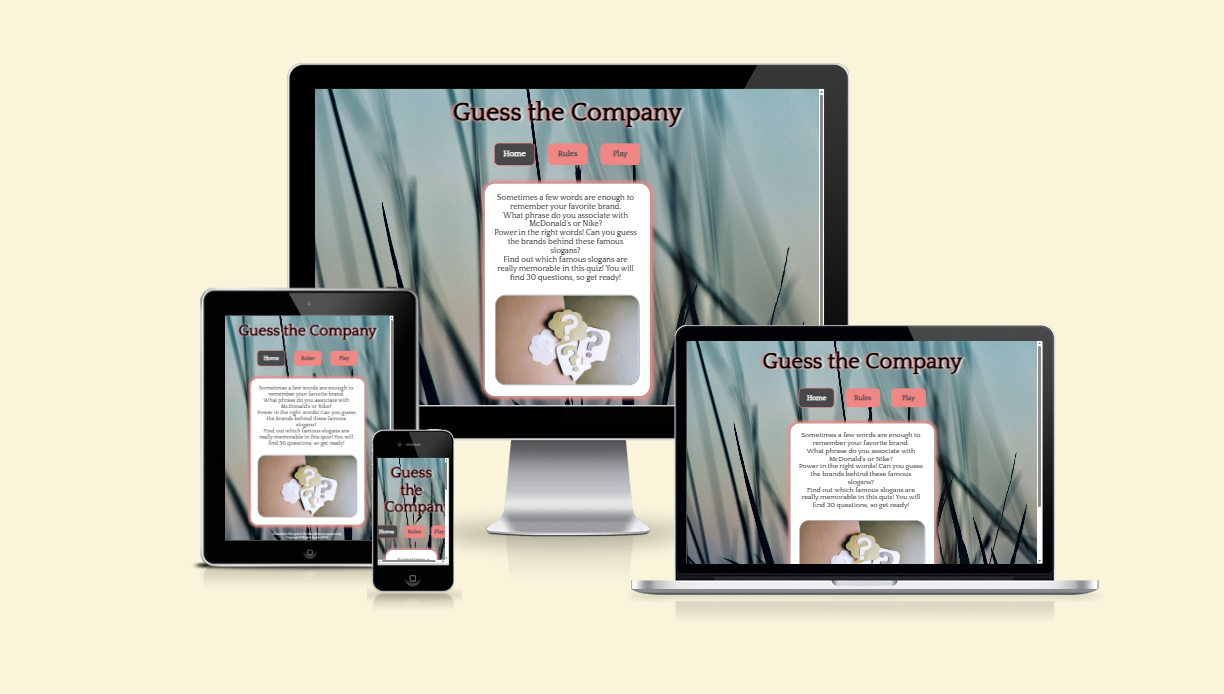 Guess the Company
Home Rules Play
Sometimes a few words are enough to
remember your favorite brand.
What phrase do you associate with
McDonald's or Nike?
Power in the right words! Can you guess
the brands behind these famous
slogans?
Find out which famous slogans are
really memorable in this quiz! You will
find 30 questions, so get ready!
Guess the Company
Home Rules Play
Sometimes a few words are enough to
remember your favorite brand.
What phrase do you associate with
McDonald's or Nike?
Power in the right words! Can you guess
the brands behind these famous
slogans?
Find out which famous slogans are
really memorable in this quiz! You will
find 30 questions, so get ready!
Guess
the
Company
Home Rules Play
Guess the Company
Home Rules Play
Sometimes a few words are enough to
remember your favorite brand.
What phrase do you associate with
McDonald's or Nike?
Power in the right words! Can you guess
the brands behind these famous
slogans?
Find out which famous slogans are
really memorable in this quiz! You will
find 30 questions, so get ready!